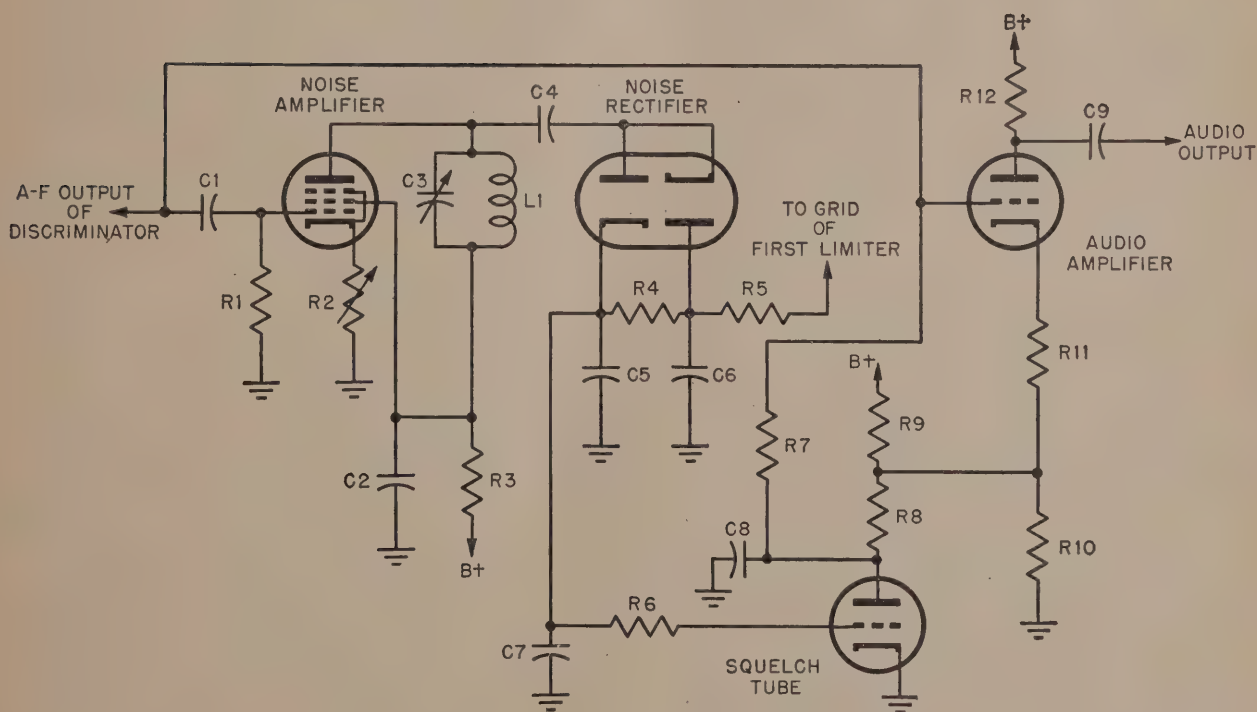 B+
NOISE
AMPLIFIER
C4
NOISE
RECTIFIER
R12
C9
AUDIO
OUTPUT
A-F OUTPUT
OF
DISCRIMINATOR
C1
C3
L1
TO GRID
OF
FIRST LIMITER
AUDIO
AMPLIFIER
R1
R2
R4
R5
R11
C5
C6
B+
R7
R9
C2
R3
R8
C8
R10
B+
R6
C7
SQUELCH
TUBE